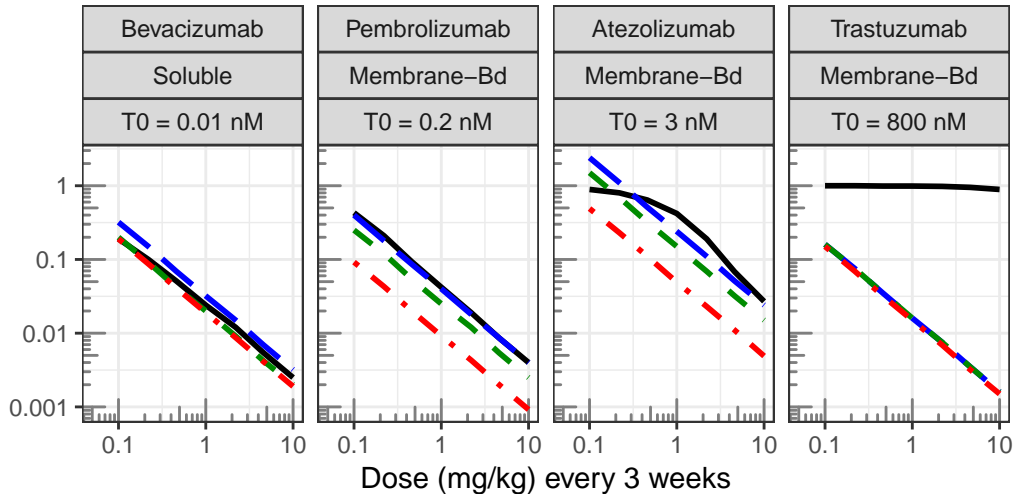 Bevacizumab
Pembrolizumab
Atezolizumab
Trastuzumab
Soluble
Membrane−Bd
Membrane−Bd
Membrane−Bd
T0 = 0.01 nM
T0 = 0.2 nM
T0 = 3 nM
T0 = 800 nM
1
0.1
0.01
0.001
0.1 1 10
0.1 1 10
0.1 1 10
0.1 1 10
Dose (mg/kg) every 3 weeks